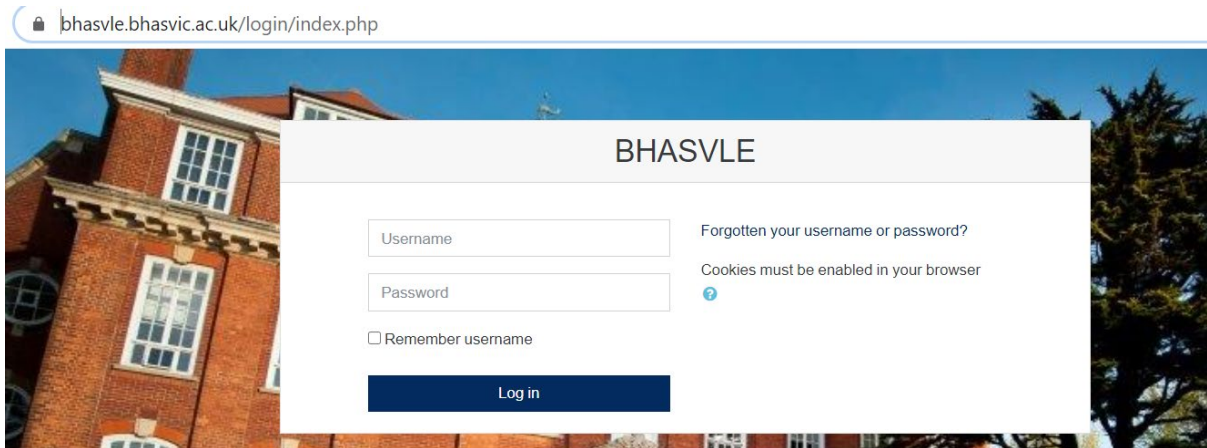 bhasvle.bhasvic.ac.uk/login/index.php
BHASVLE
Username
Password
Remember username
Log in
Forgotten your username or password?
Cookies must be enabled in your browser
?